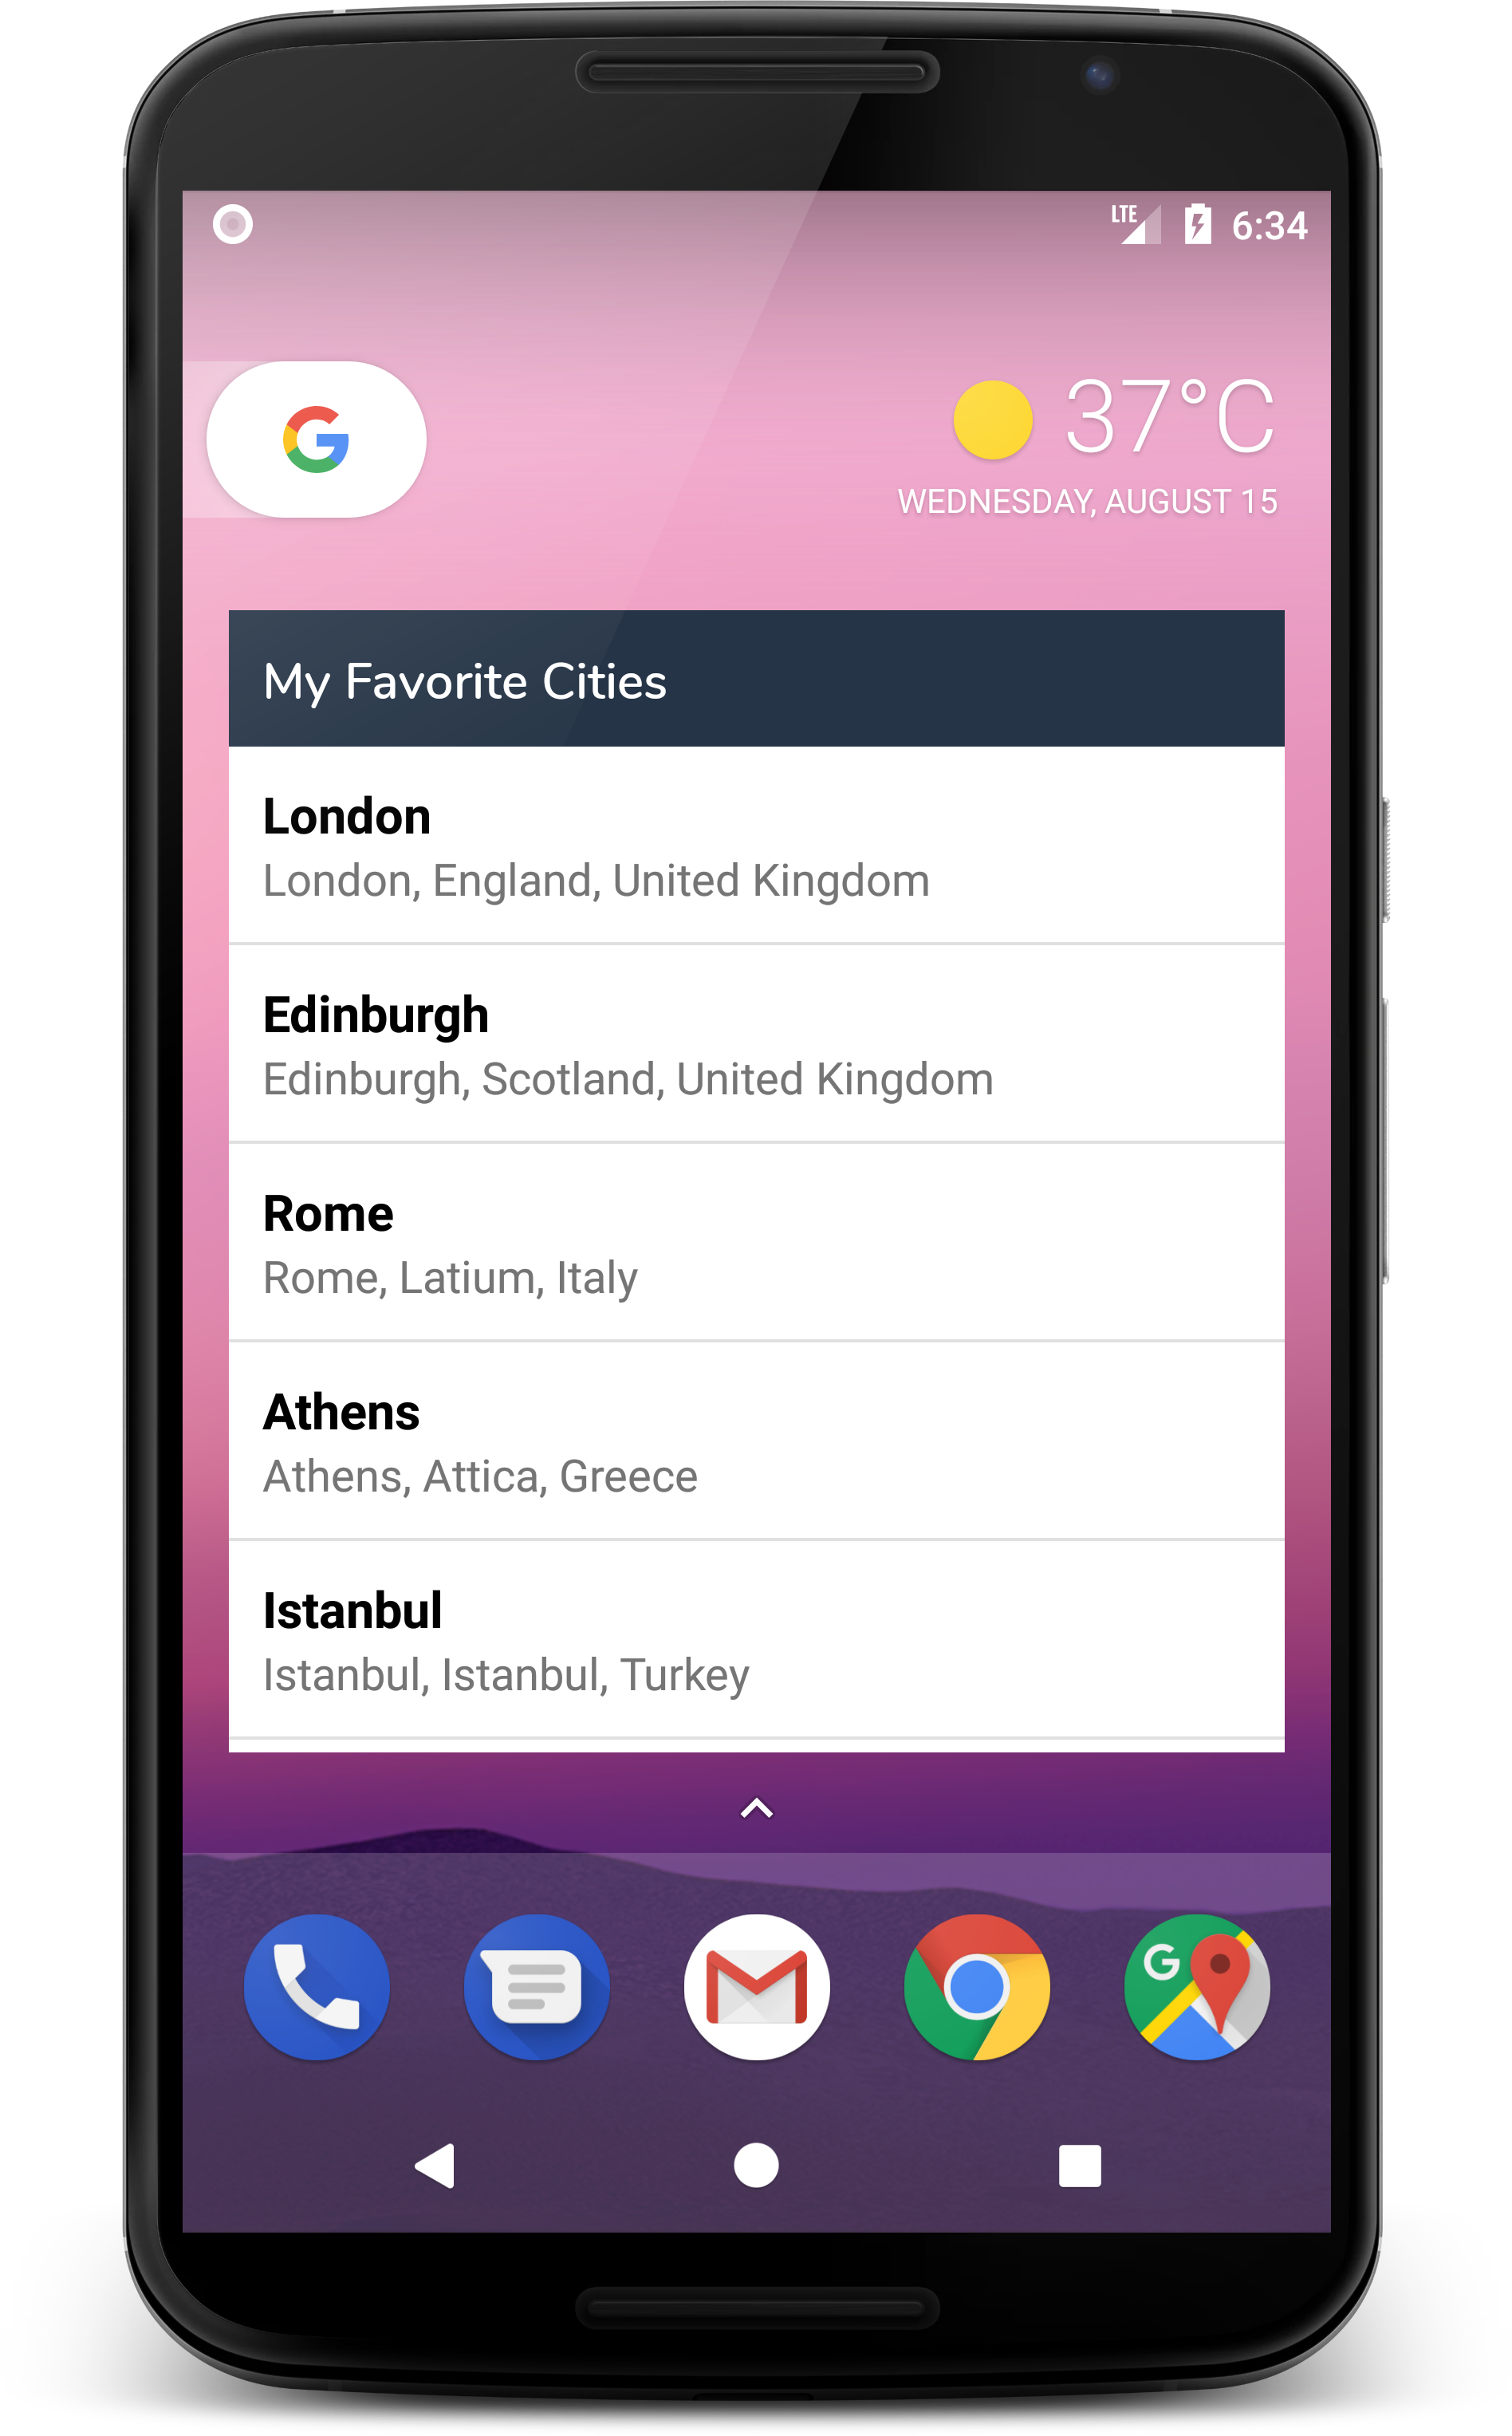 LTE 6:34
G
37°C
WEDNESDAY, AUGUST 15
My Favorite Cities
London
London, England, United Kingdom
Edinburgh
Edinburgh, Scotland, United Kingdom
Rome
Rome, Latium, Italy
Athens
Athens, Attica, Greece
Istanbul
Istanbul, Istanbul, Turkey
G